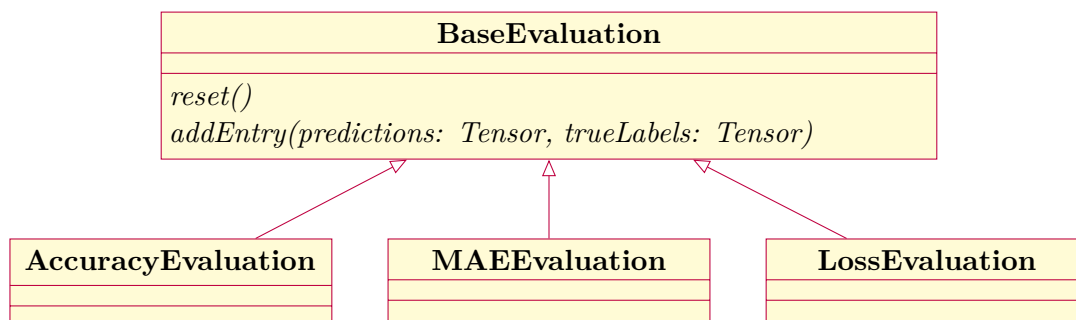 BaseEvaluation
reset()
addEntry(predictions: Tensor, trueLabels: Tensor)
AccuracyEvaluation
MAEEvaluation
LossEvaluation